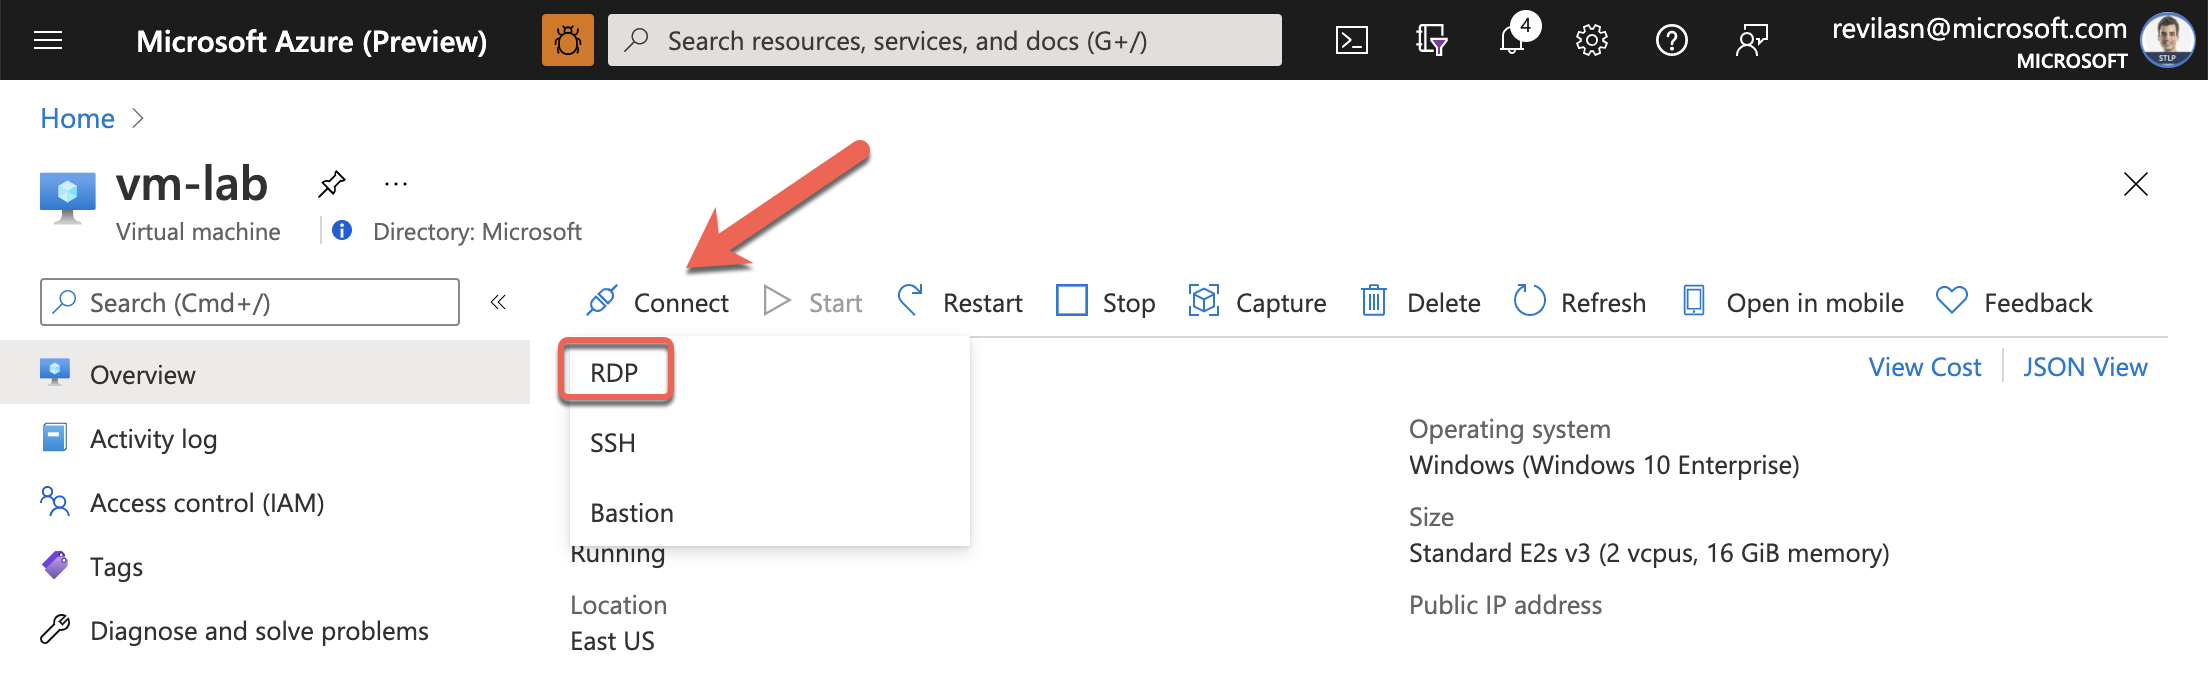 Microsoft Azure (Preview)
Search resources, services, and docs (G+/)
4
revilasn@microsoft.com
MICROSOFT
STLP
Home
vm-lab
...
Virtual machine
Directory: Microsoft
Search (Cmd+/)
Connect
Start
Restart
Stop
Capture
Delete
Refresh
Open in mobile
Feedback
RDP
SSH
Bastion
View Cost
JSON View
Overview
Activity log
Access control (IAM)
Tags
Diagnose and solve problems
Running
Location
East US
Operating system
Windows (Windows 10 Enterprise)
Size
Standard E2s v3 (2 vcpus, 16 GiB memory)
Public IP address